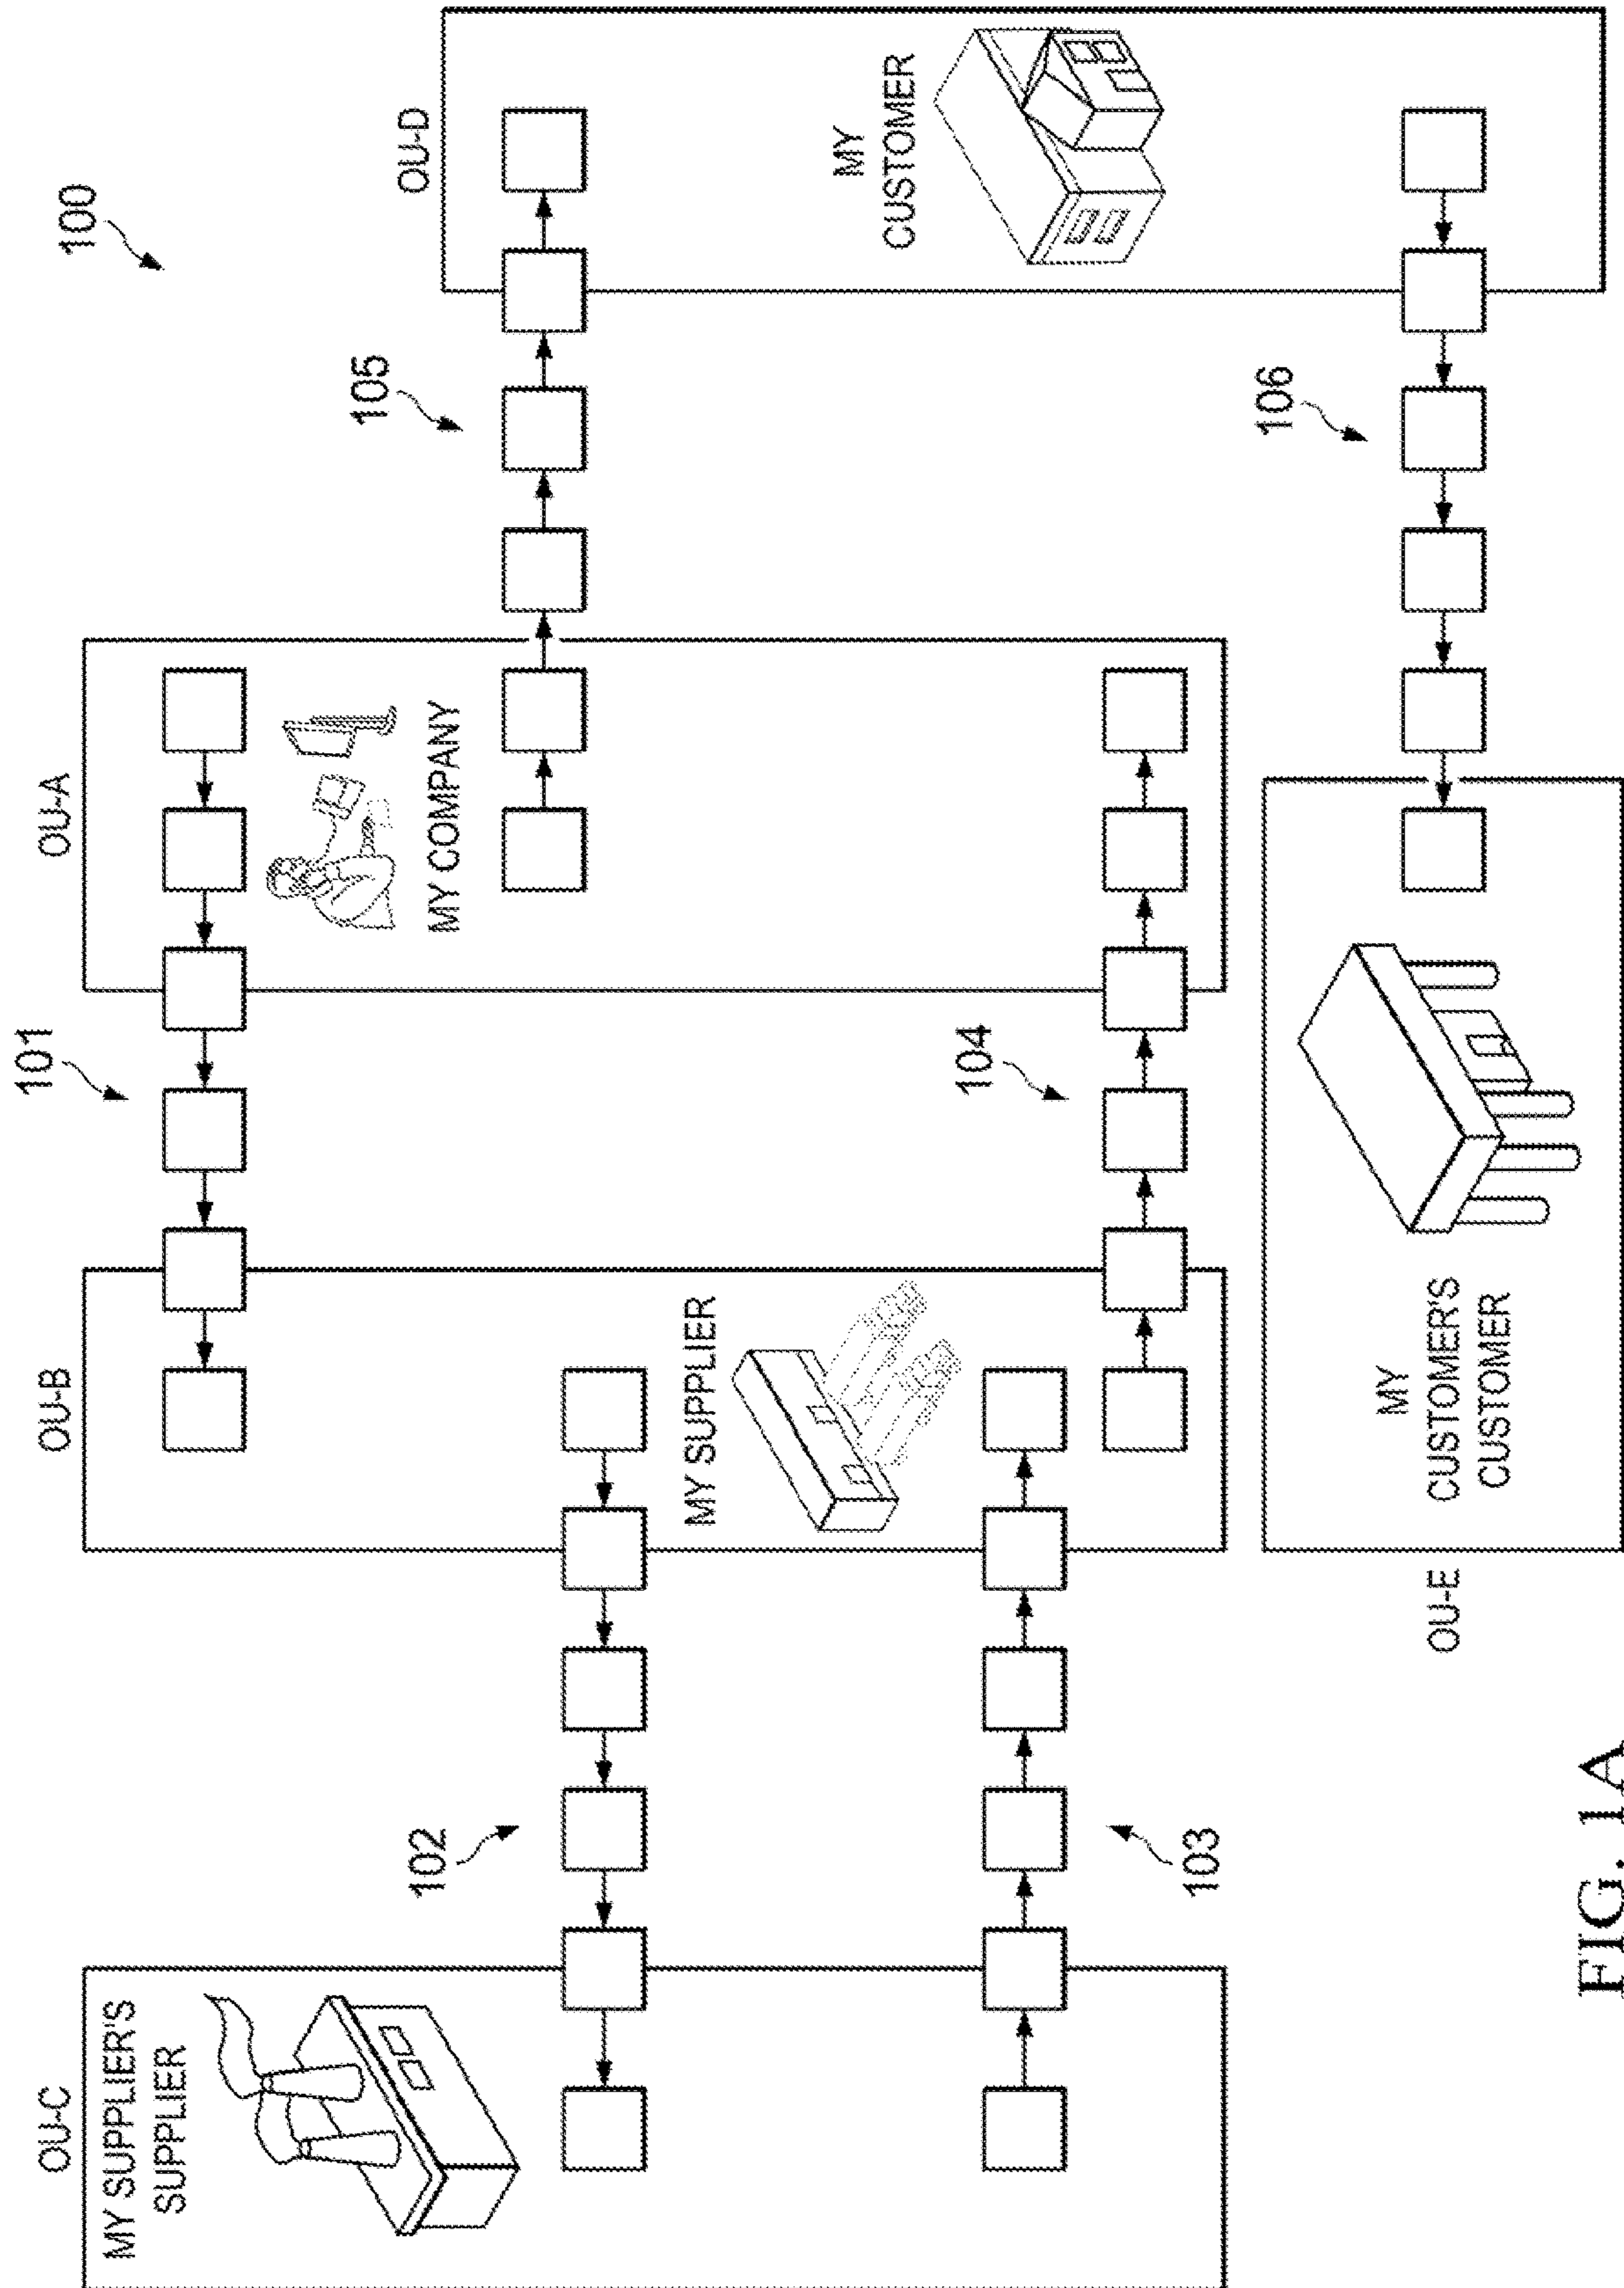 100
OU-C
MY SUPPLIER'S
SUPPLIER
102
103
OU-B
MY SUPPLIER
101
104
OU-A
MY COMPANY
105
OU-D
MY
CUSTOMER
106
OU-E
MY
CUSTOMER'S
CUSTOMER
FIG. 1A